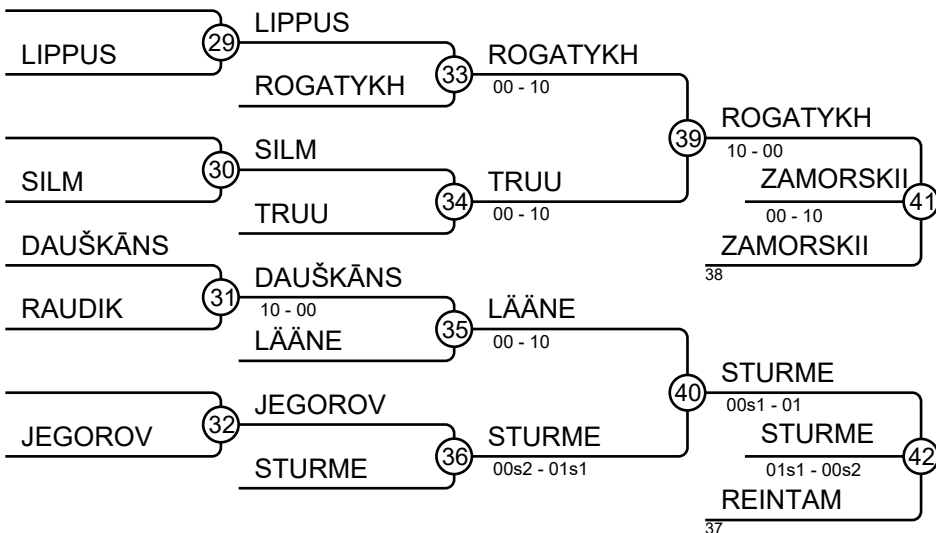 LIPPUS
29
LIPPUS
ROGATYKH
33
ROGATYKH
00 - 10
SILM
30
SILM
TRUU
34
TRUU
00 - 10
39
ROGATYKH
10 - 00
ZAMORSKII
00 - 10
ZAMORSKII
38
41
DAUŠKĀNS
RAUDIK
31
DAUŠKĀNS
10 - 00
LÄÄNE
35
LÄÄNE
00 - 10
JEGOROV
32
JEGOROV
STURME
36
STURME
00s2 - 01s1
40
STURME
00s1 - 01
STURME
01s1 - 00s2
REINTAM
37
42